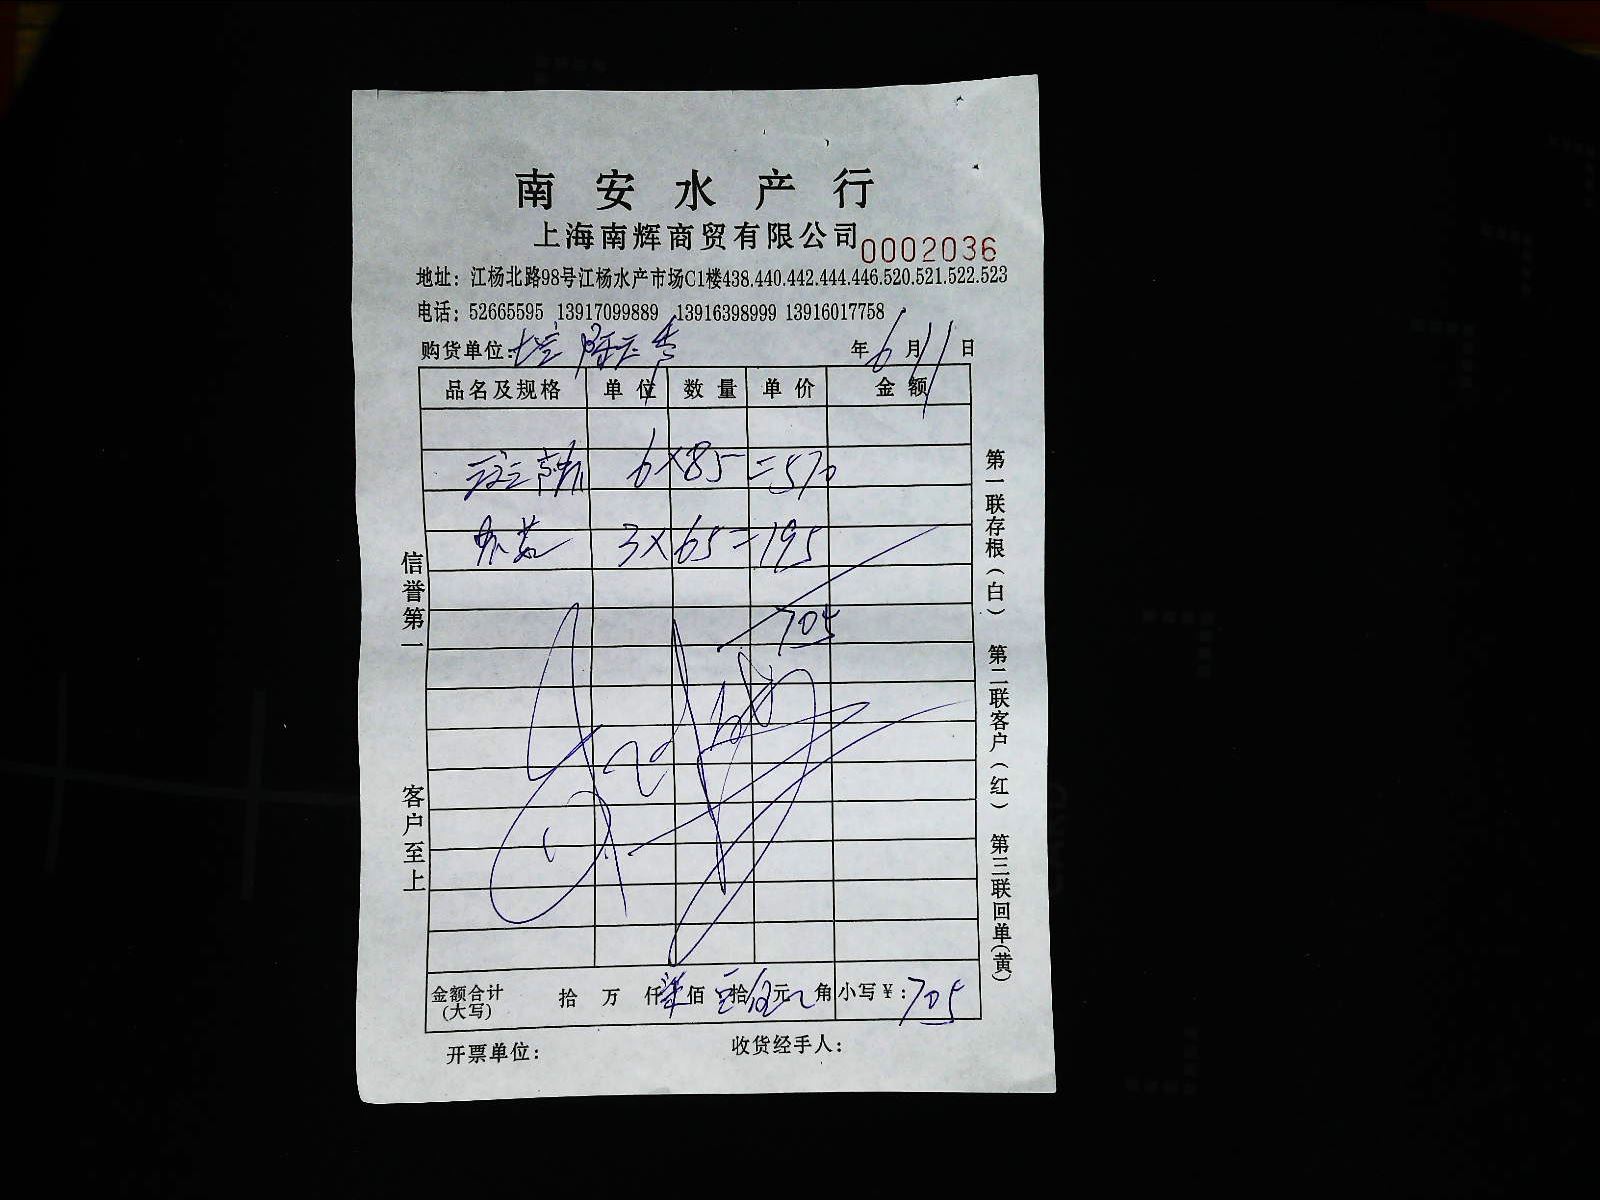 南安水产行
上海南辉商贸有限公司 0002036
地址：江杨北路98号江杨水产市场C1楼438.440.442.444.446.520.521.522.523
电话：52665595 13917099889 13916398999 13916017758
购货单位： 年6月11日
品名及规格 单位 数量 单价 金额
6×85=570
3×65=195
705
金额合计(大写) 拾 万 仟柒佰 拾伍元 角 小写￥：705
开票单位： 收货经手人：
信誉第一 客户至上
第一联存根(白) 第二联客户(红) 第三联回单(黄)